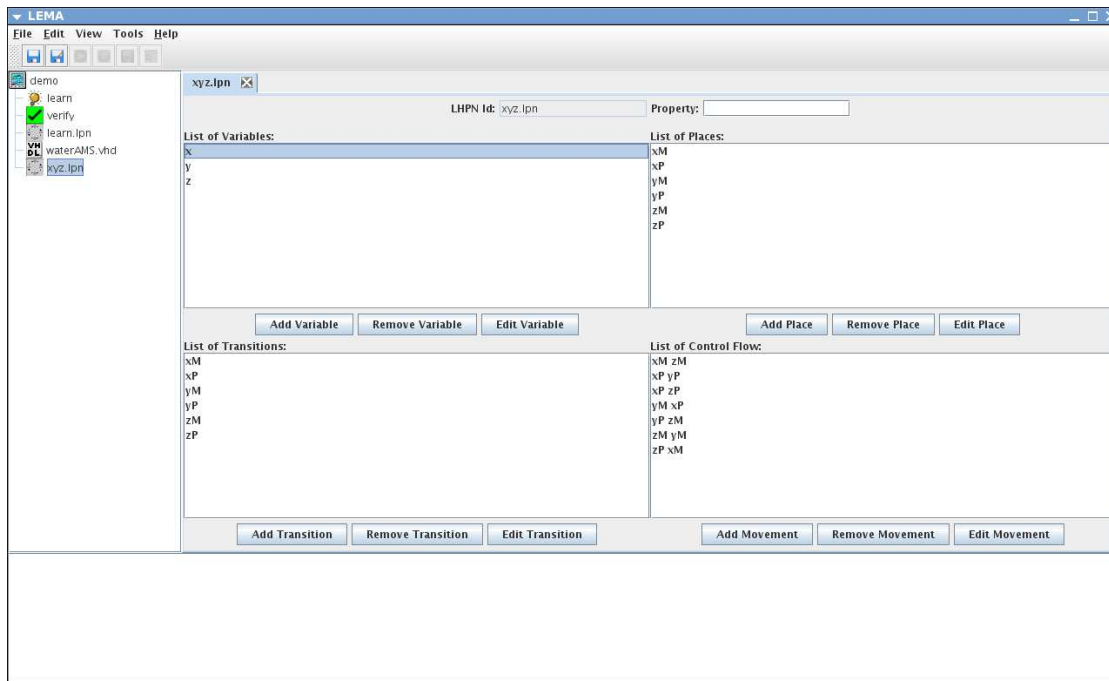 LEMA
File Edit View Tools Help
demo
learn
verify
learn.lpn
VHDL waterAMS.vhd
xyz.lpn
xyz.lpn
LHPN Id: xyz.lpn Property:
List of Variables:
x
y
z
Add Variable Remove Variable Edit Variable
List of Places:
xM
xP
yM
yP
zM
zP
Add Place Remove Place Edit Place
List of Transitions:
xM
xP
yM
yP
zM
zP
Add Transition Remove Transition Edit Transition
List of Control Flow:
xM zM
xP yP
xP zP
yM xP
yP zM
zM yM
zP xM
Add Movement Remove Movement Edit Movement